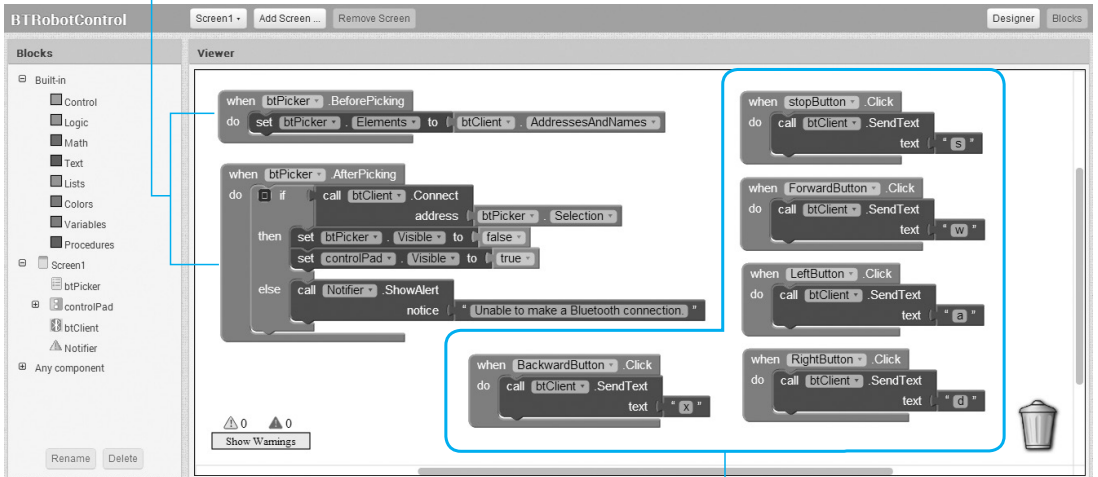 BTRobotControl
Screen1 Add Screen ... Remove Screen Designer Blocks
Blocks
Built-in
Control
Logic
Math
Text
Lists
Colors
Variables
Procedures
Screen1
btPicker
controlPad
btClient
Notifier
Any component
Rename Delete
Viewer
when btPicker .BeforePicking
do set btPicker . Elements to btClient . AddressesAndNames
when btPicker .AfterPicking
do if call btClient .Connect
address btPicker . Selection
then set btPicker . Visible to false
set controlPad . Visible to true
else call Notifier .ShowAlert
notice " Unable to make a Bluetooth connection. "
when BackwardButton .Click
do call btClient .SendText
text " x "
when stopButton .Click
do call btClient .SendText
text " s "
when ForwardButton .Click
do call btClient .SendText
text " w "
when LeftButton .Click
do call btClient .SendText
text " a "
when RightButton .Click
do call btClient .SendText
text " d "
0 0
Show Warnings